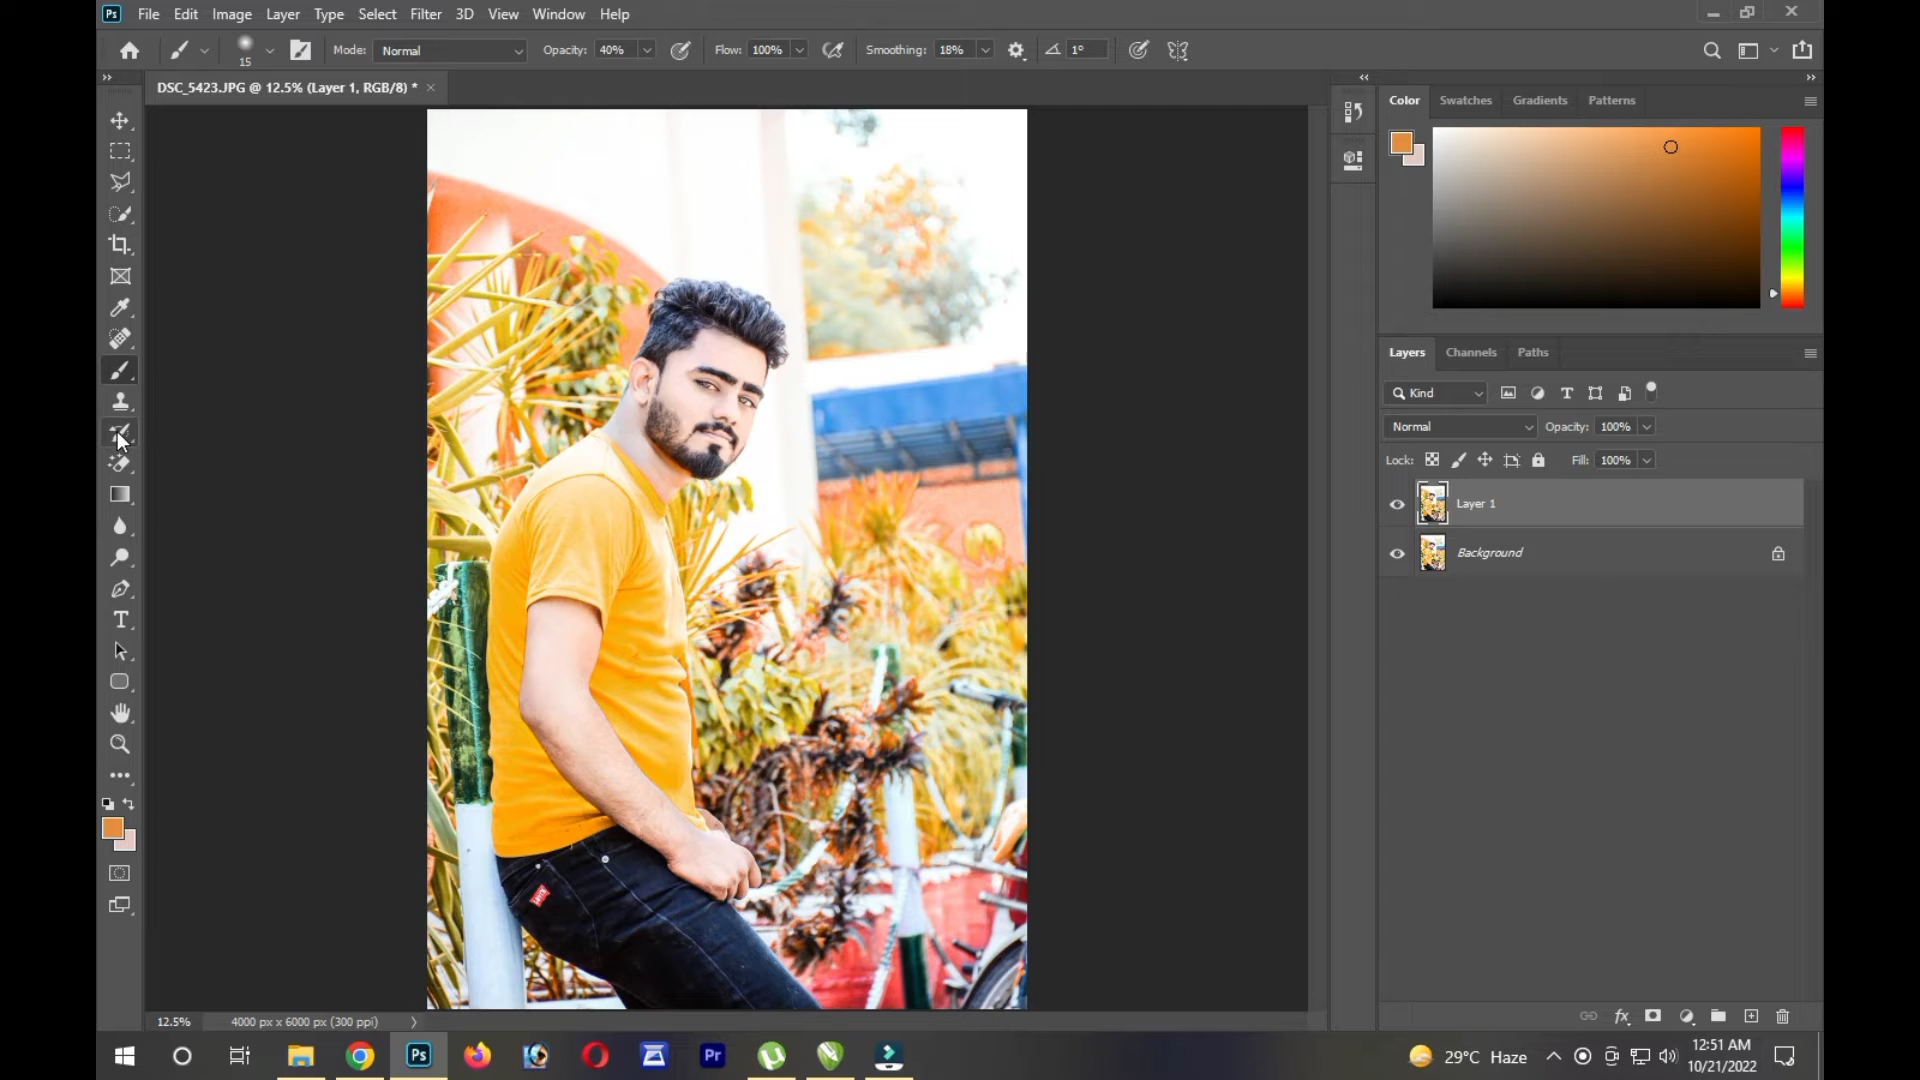 Ps File Edit Image Layer Type Select Filter 3D View Window Help
15 Mode: Normal Opacity: 40% Flow: 100% Smoothing: 18% 1°
DSC_5423.JPG @ 12.5% (Layer 1, RGB/8) * ×
Color Swatches Gradients Patterns
Layers Channels Paths
Kind
Normal Opacity: 100%
Lock: Fill: 100%
Layer 1
Background
fx
12.5% 4000 px x 6000 px (300 ppi)
Ps Pr 29°C Haze 12:51 AM
10/21/2022